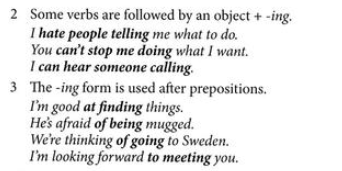 2 Some verbs are followed by an object + -ing.
I hate people telling me what to do.
You can't stop me doing what I want.
I can hear someone calling.
3 The -ing form is used after prepositions.
I'm good at finding things.
He's afraid of being mugged.
We're thinking of going to Sweden.
I'm looking forward to meeting you.